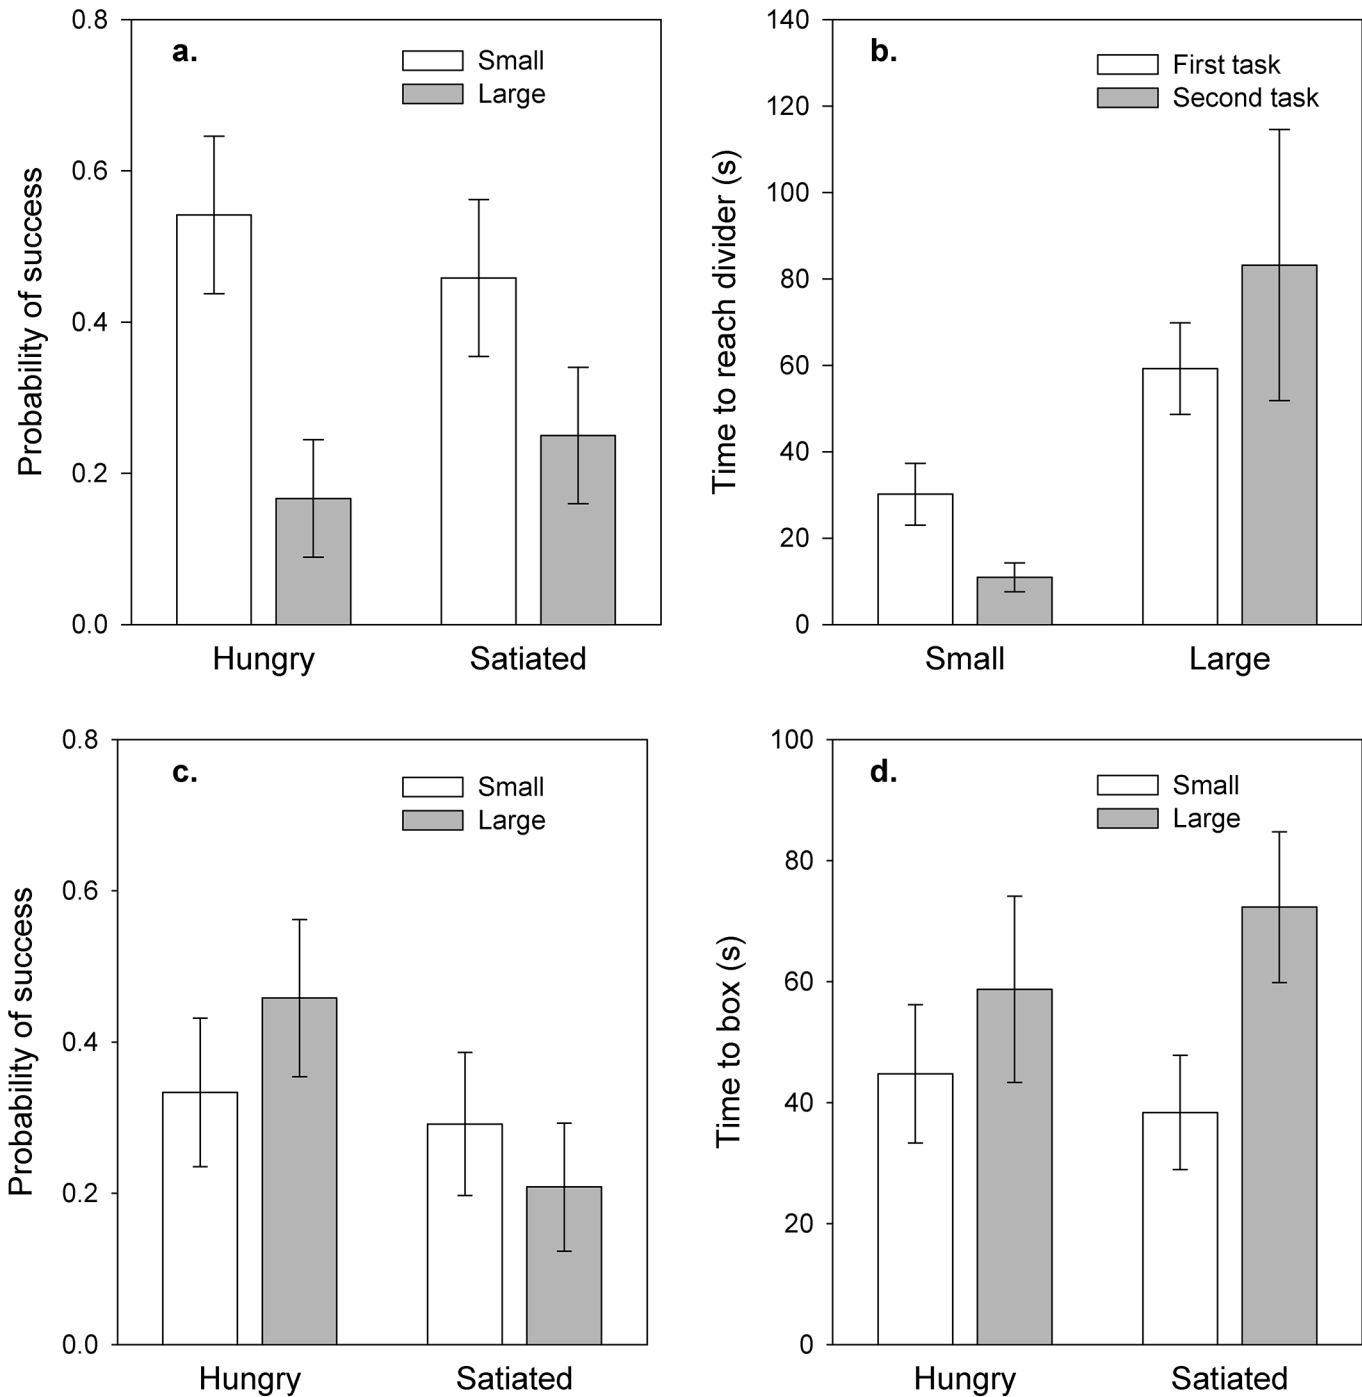 a.
Small
Large
Probability of success
0.8
0.6
0.4
0.2
0.0
Hungry
Satiated
b.
First task
Second task
Time to reach divider (s)
140
120
100
80
60
40
20
0
Small
Large
c.
Small
Large
Probability of success
0.8
0.6
0.4
0.2
0.0
Hungry
Satiated
d.
Small
Large
Time to box (s)
100
80
60
40
20
0
Hungry
Satiated